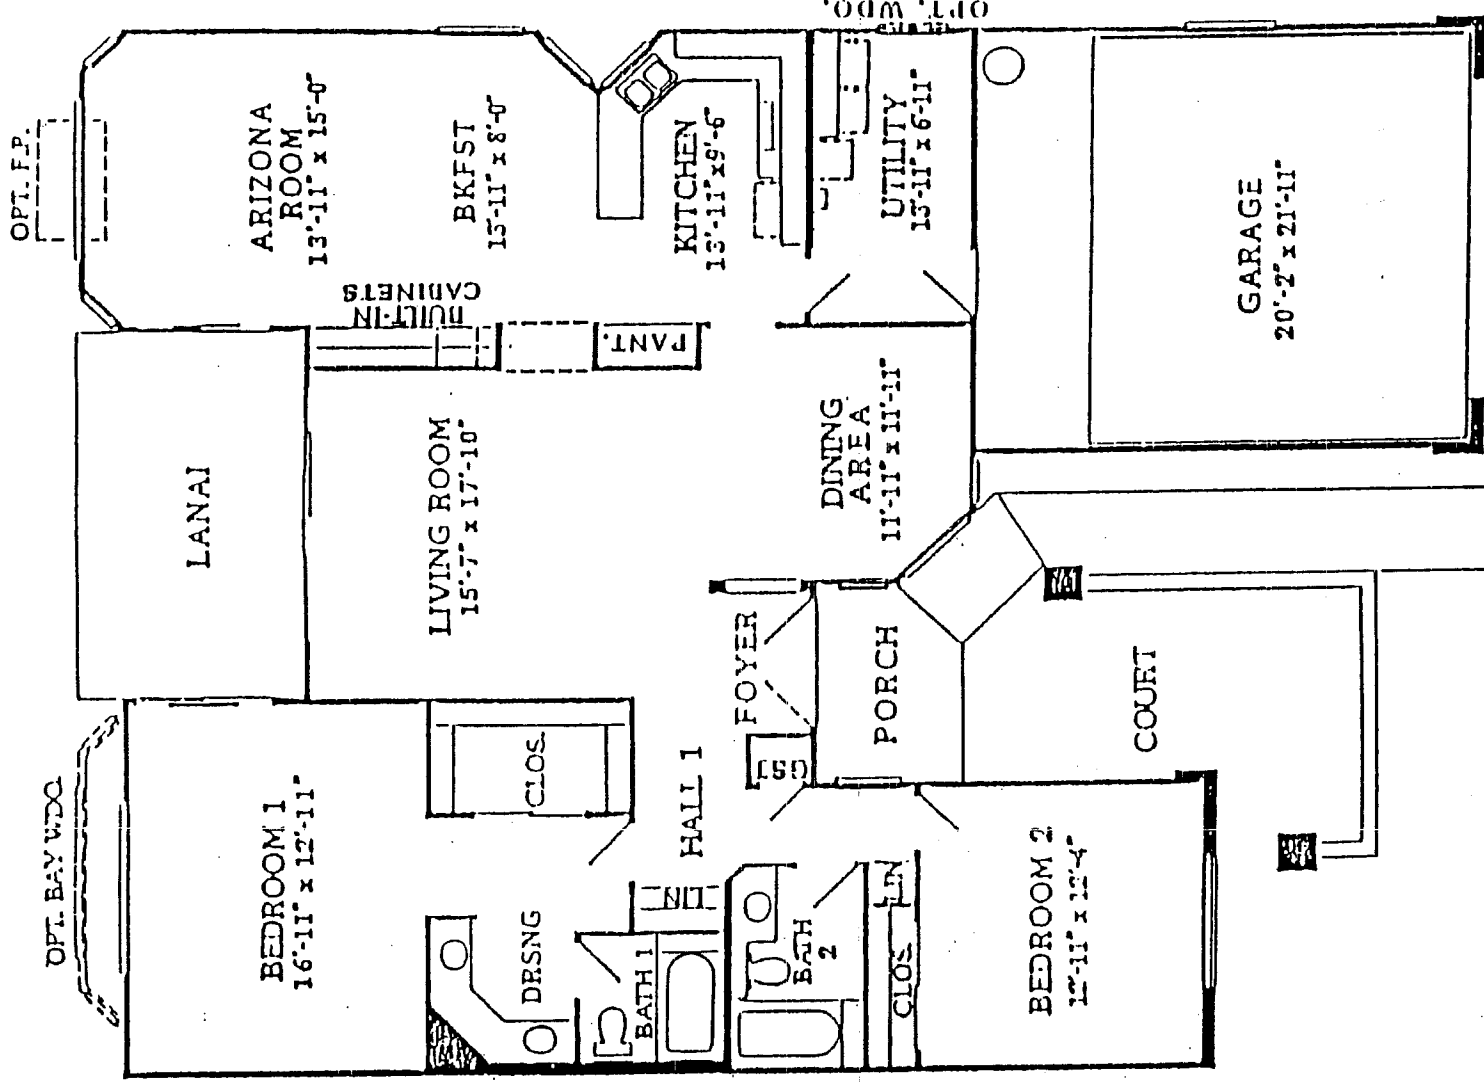 OPT. WDO.
OPT. F.P.
ARIZONA
ROOM
13'-11" x 15'-0"
BKFST
13'-11" x 8'-0"
KITCHEN
13'-11" x 9'-6"
UTILITY
13'-11" x 6-11"
GARAGE
20'-2" x 21'-11"
BUILT-IN
CABINETS
PANT.
LANAI
LIVING ROOM
15'-7" x 17'-10"
DINING
AREA
11'-11" x 11'-11"
FOYER
PORCH
COURT
GST
HALL 1
CLOS.
OPT. BAY WDO.
BEDROOM 1
16'-11" x 12'-11"
DRSNG
LIN
BATH 1
BATH
2
LIN
CLOS.
BEDROOM 2
12'-11" x 12'-4"